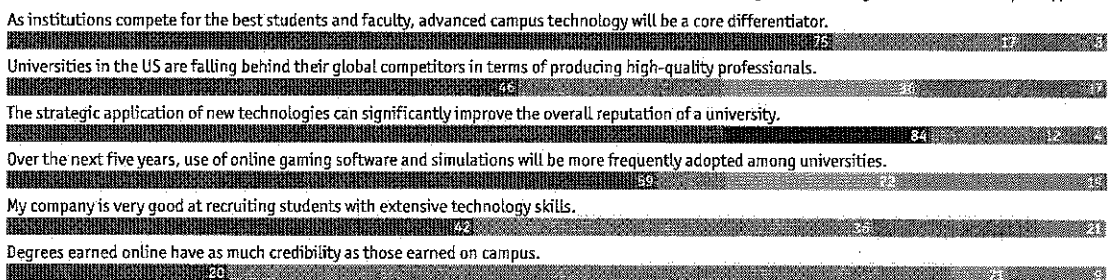 As institutions compete for the best students and faculty, advanced campus technology will be a core differentiator.
75 17 8
Universities in the US are falling behind their global competitors in terms of producing high-quality professionals.
46 17
The strategic application of new technologies can significantly improve the overall reputation of a university.
84 12 4
Over the next five years, use of online gaming software and simulations will be more frequently adopted among universities.
59
My company is very good at recruiting students with extensive technology skills.
42 36 21
Degrees earned online have as much credibility as those earned on campus.
20